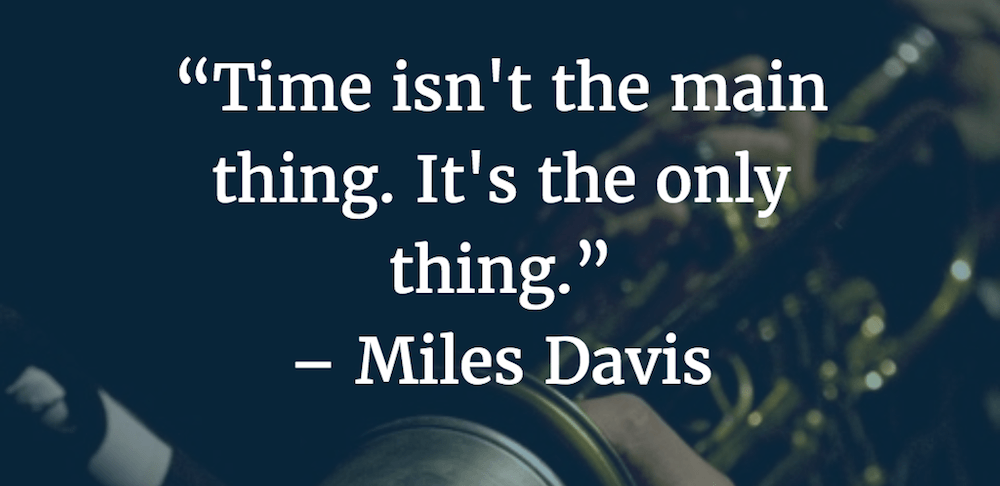 “Time isn't the main
thing. It's the only
thing.”
– Miles Davis